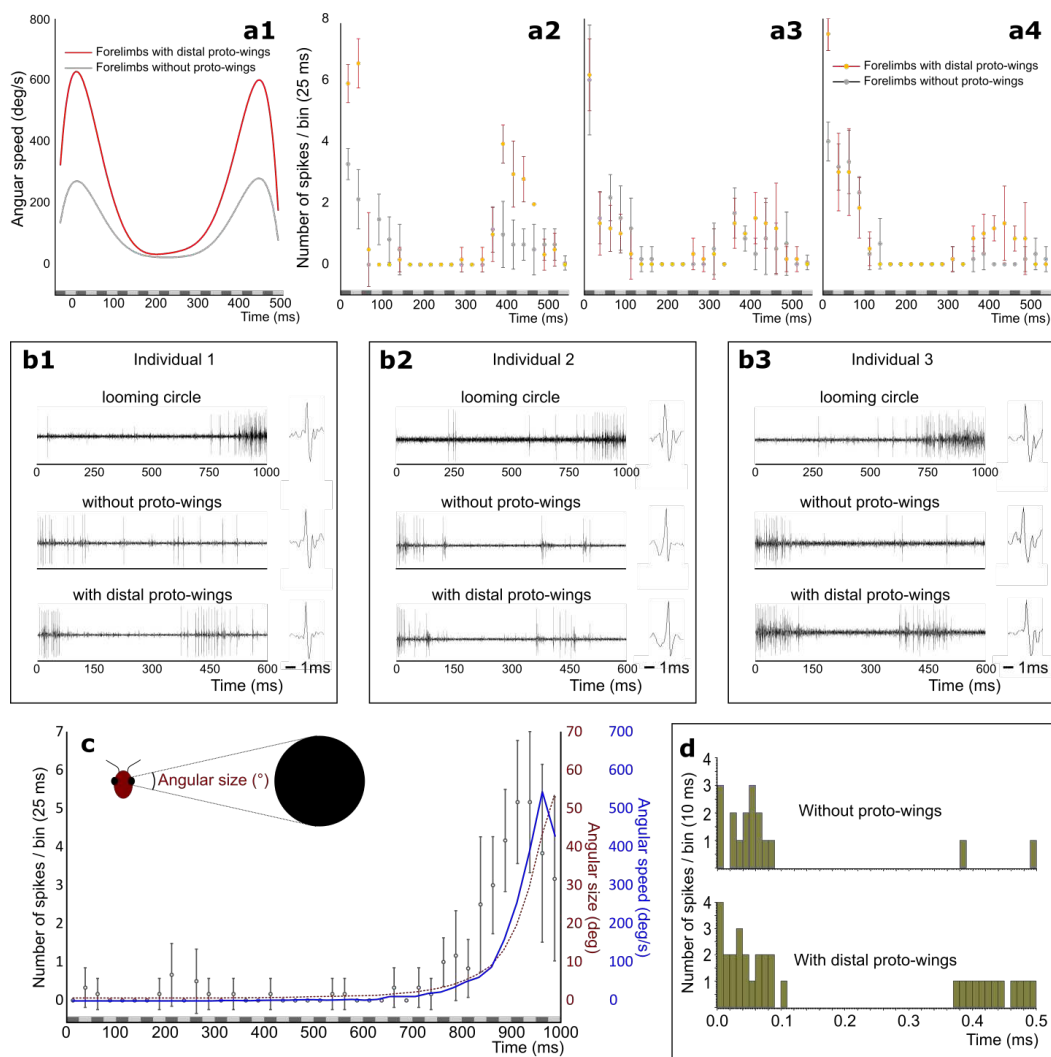 a1
800
600
400
200
0
Anguar speed (deg/s)
Forelimbs with distal proto-wings
Forelimbs without proto-wings
0 100 200 300 400 500
Time (ms)
a2
8
6
4
2
0
Number of spikes / bin (25 ms)
0 100 200 300 400 500
Time (ms)
a3
0 100 200 300 400 500
Time (ms)
a4
Forelimbs with distal proto-wings
Forelimbs without proto-wings
0 100 200 300 400 500
Time (ms)
b1
Individual 1
looming circle
0 250 500 750 1000
without proto-wings
with distal proto-wings
0 150 300 450 600
1ms
Time (ms)
b2
Individual 2
looming circle
0 250 500 750 1000
without proto-wings
with distal proto-wings
0 150 300 450 600
1ms
Time (ms)
b3
Individual 3
looming circle
0 250 500 750 1000
without proto-wings
with distal proto-wings
0 150 300 450 600
1ms
Time (ms)
c
Angular size (°)
7
6
5
4
3
2
1
0
Number of spikes / bin (25 ms)
70
60
50
40
30
20
10
0
Angular size (deg)
700
600
500
400
300
200
100
0
Angular speed (deg/s)
0 100 200 300 400 500 600 700 800 900 1000
Time (ms)
d
Number of spikes / bin (10 ms)
4
3
2
1
Without proto-wings
4
3
2
1
0
With distal proto-wings
0.0 0.1 0.2 0.3 0.4 0.5
Time (ms)